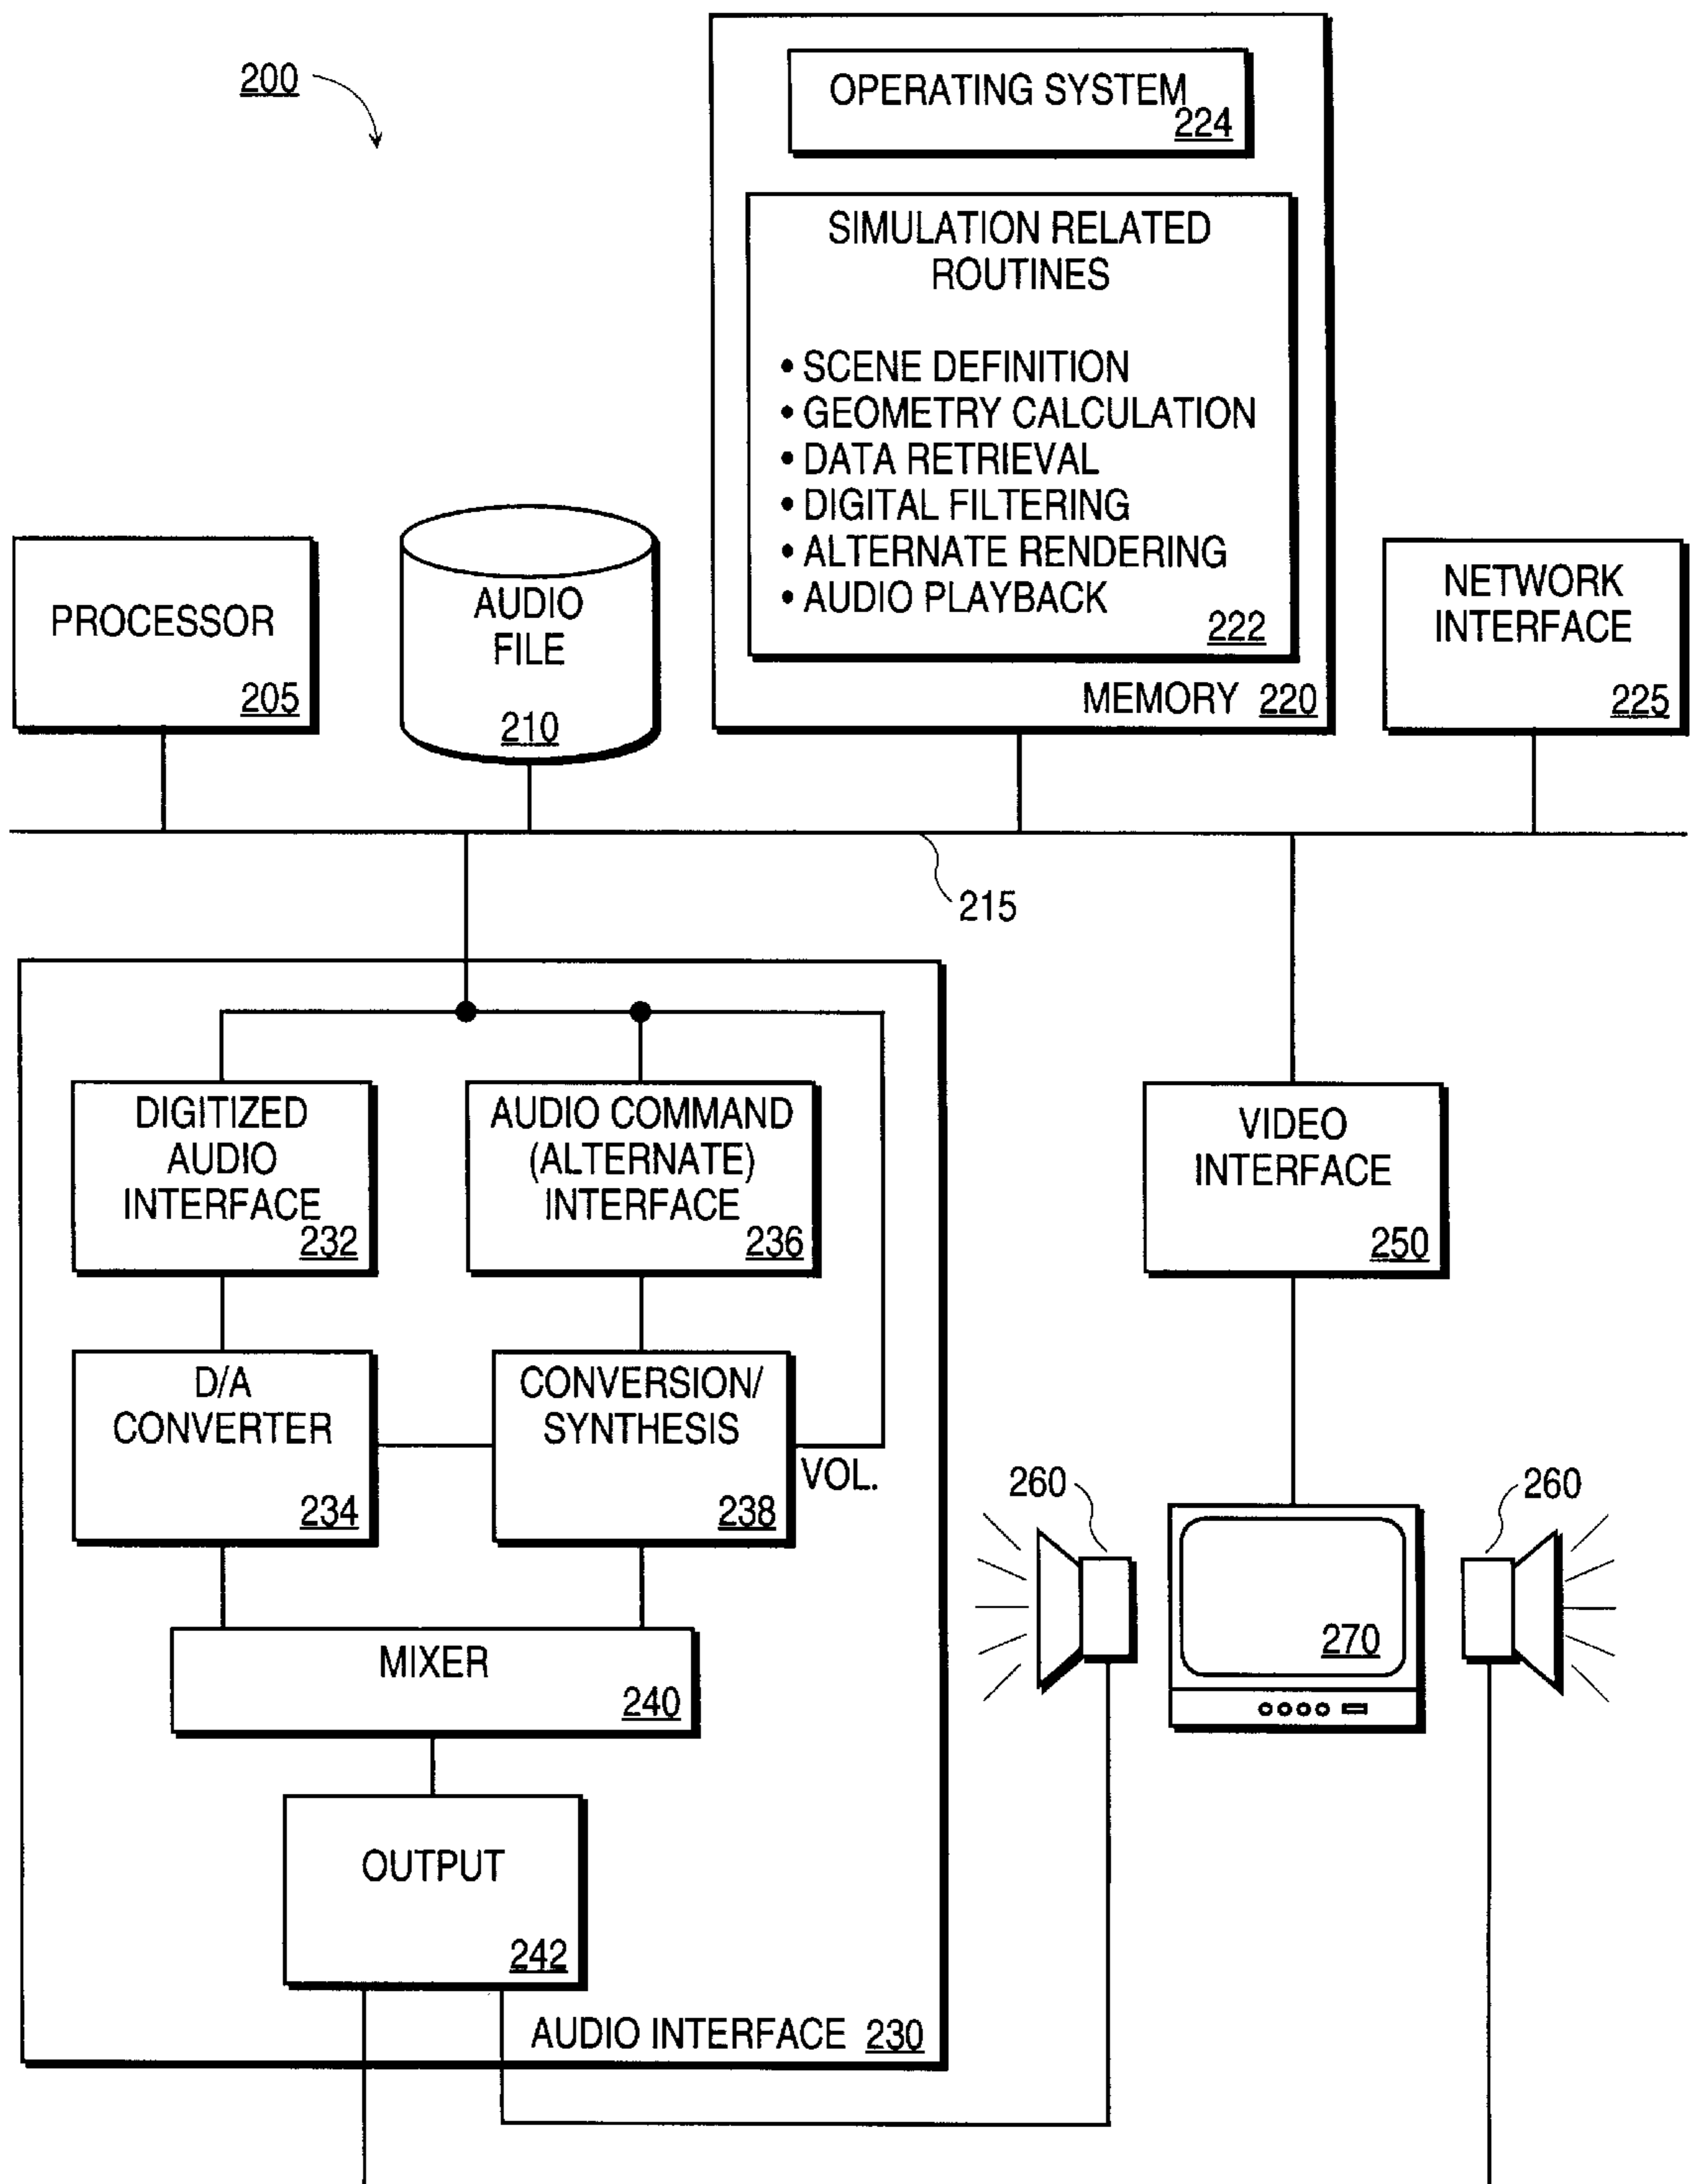 200
OPERATING SYSTEM
224
SIMULATION RELATED
ROUTINES
• SCENE DEFINITION
• GEOMETRY CALCULATION
• DATA RETRIEVAL
• DIGITAL FILTERING
• ALTERNATE RENDERING
• AUDIO PLAYBACK
222
MEMORY 220
PROCESSOR
205
AUDIO
FILE
210
NETWORK
INTERFACE
225
215
DIGITIZED
AUDIO
INTERFACE
232
AUDIO COMMAND
(ALTERNATE)
INTERFACE
236
VIDEO
INTERFACE
250
D/A
CONVERTER
234
CONVERSION/
SYNTHESIS
238
VOL.
260
270
260
MIXER
240
OUTPUT
242
AUDIO INTERFACE 230